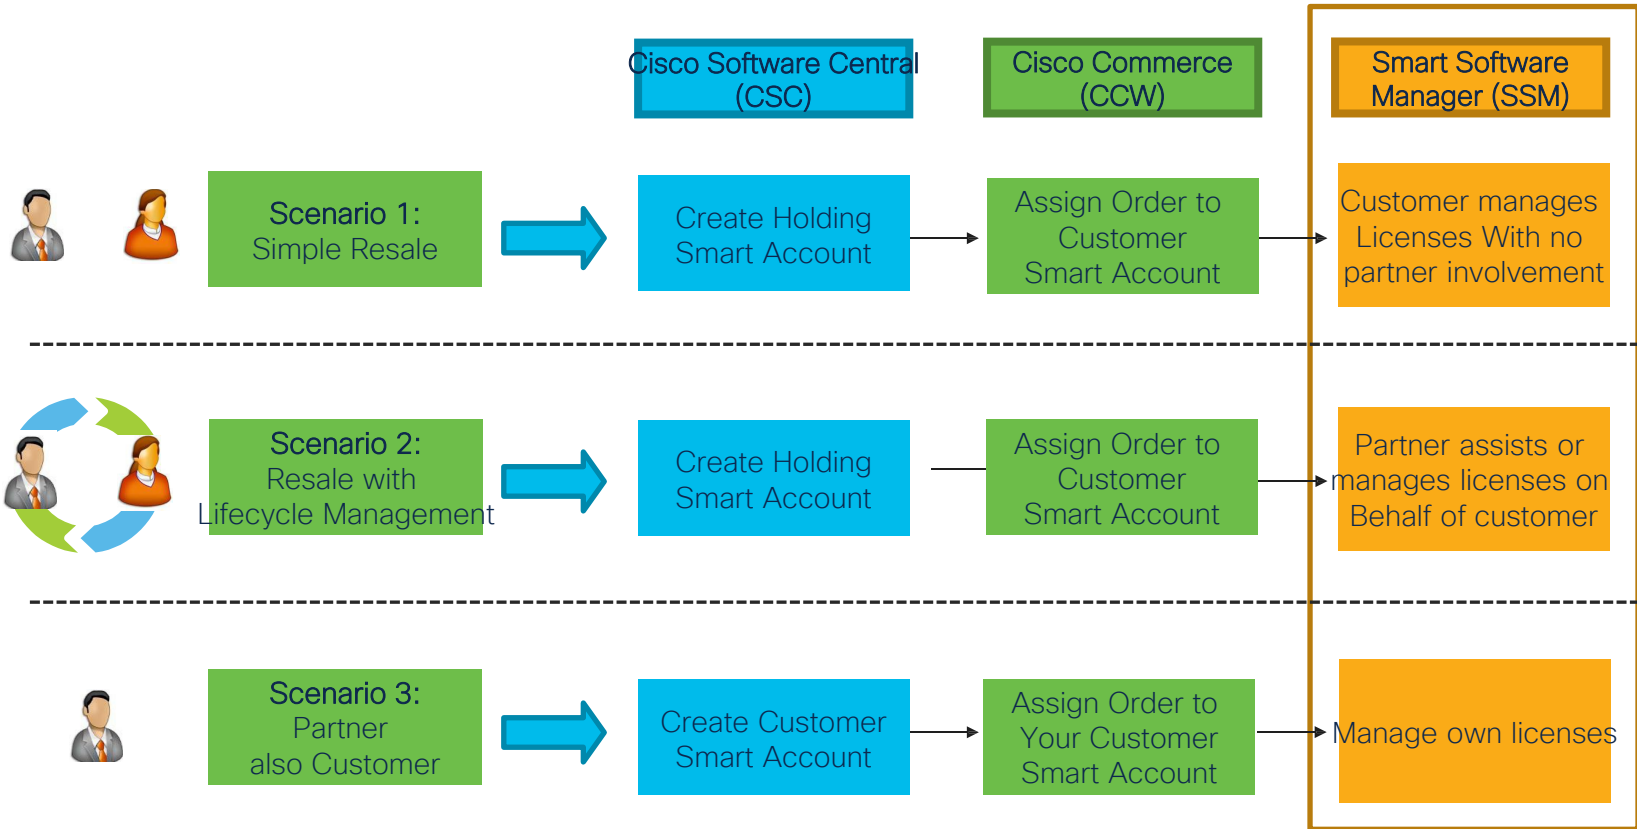 Cisco Software Central
(CSC)
Cisco Commerce
(CCW)
Smart Software
Manager (SSM)
Scenario 1:
Simple Resale
Create Holding
Smart Account
Assign Order to
Customer
Smart Account
Customer manages
Licenses With no
partner involvement
Scenario 2:
Resale with
Lifecycle Management
Create Holding
Smart Account
Assign Order to
Customer
Smart Account
Partner assists or
manages licenses on
Behalf of customer
Scenario 3:
Partner
also Customer
Create Customer
Smart Account
Assign Order to
Your Customer
Smart Account
Manage own licenses